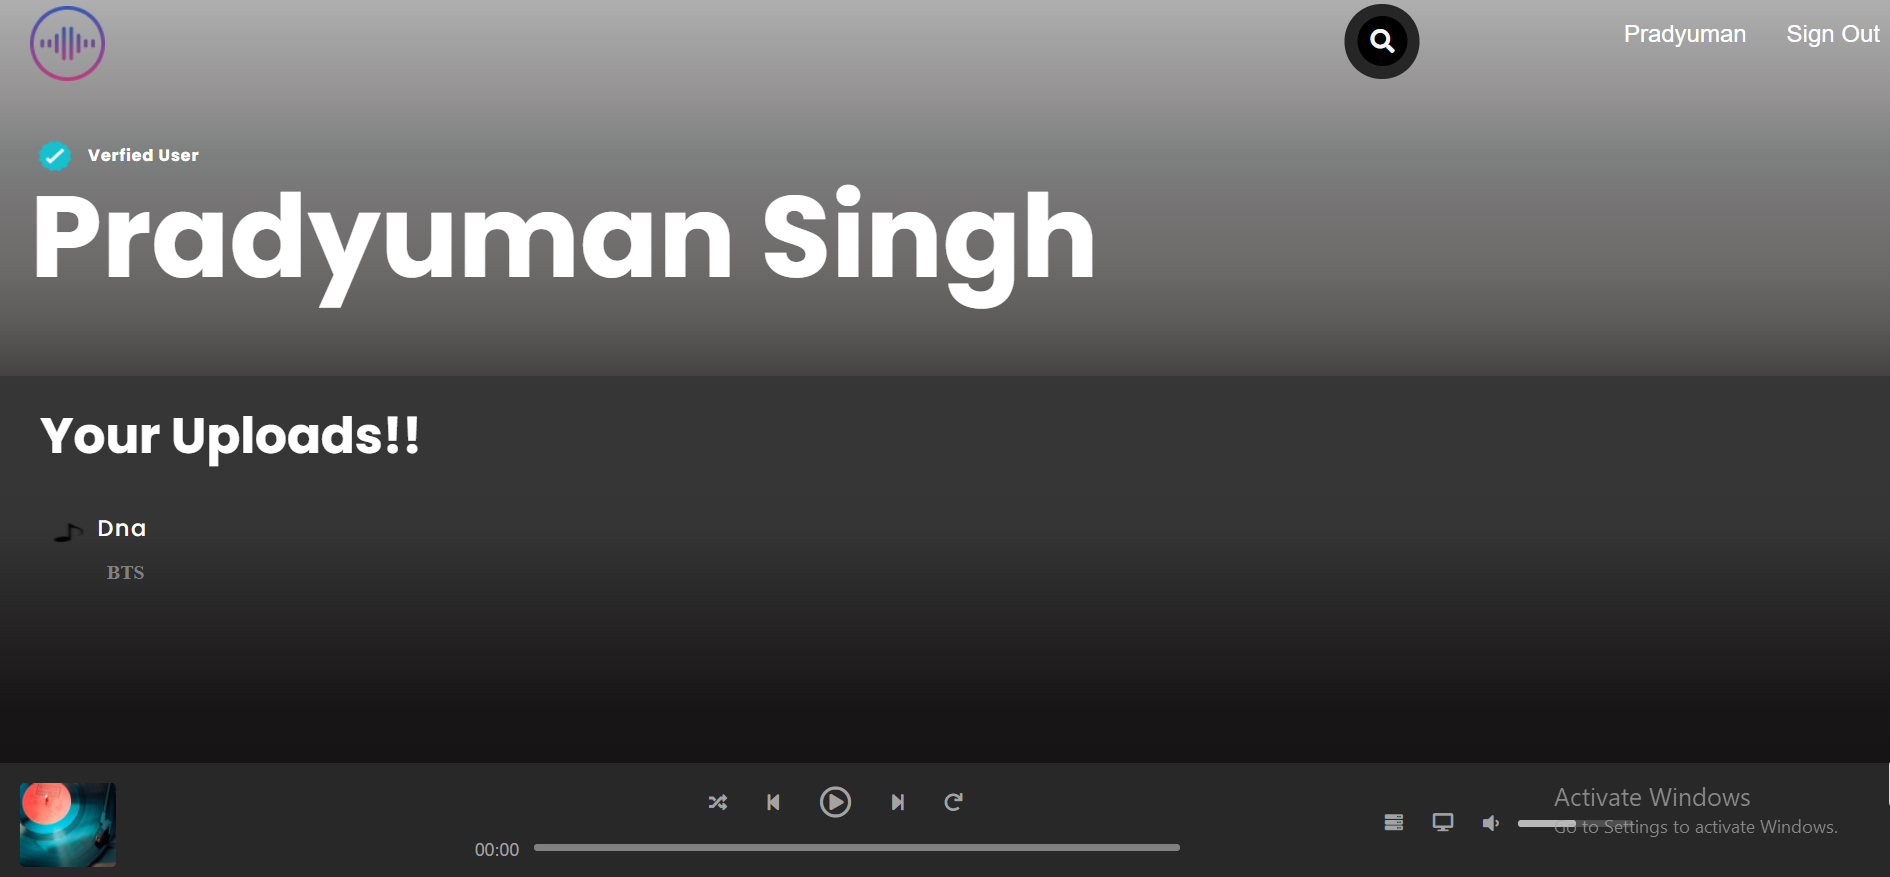 Pradyuman Sign Out
Verfied User
Pradyuman Singh
Your Uploads!!
Dna
BTS
00:00
Activate Windows
Go to Settings to activate Windows.